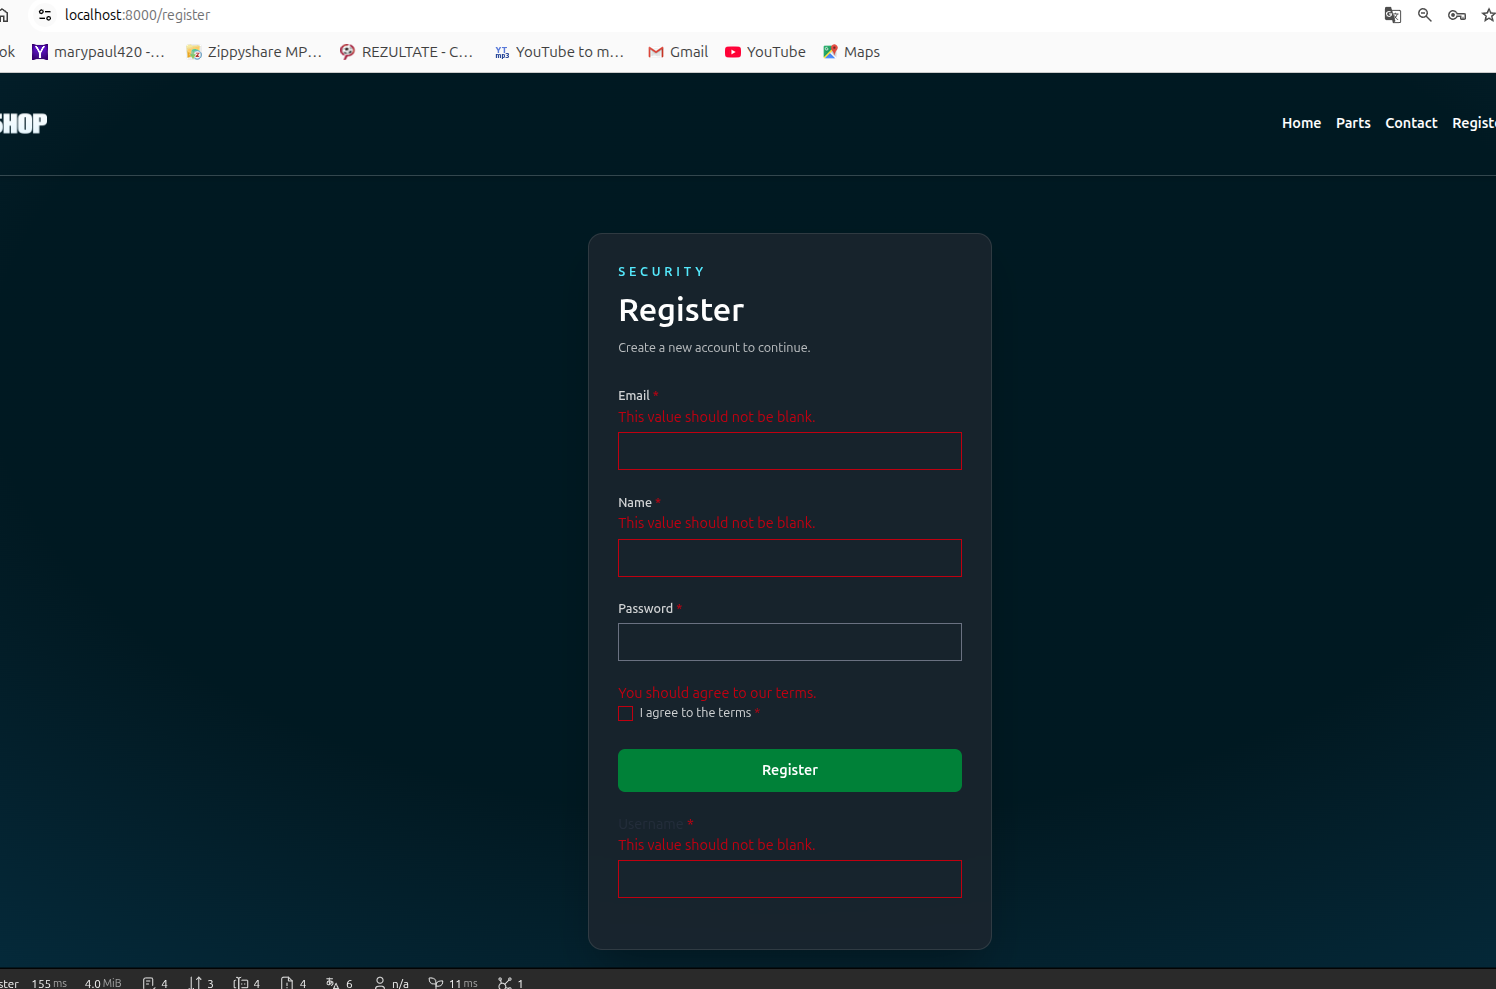 localhost:8000/register
ok marypaul420 -... Zippyshare MP... REZULTATE - C... YT mp3 YouTube to m... Gmail YouTube Maps
SHOP Home Parts Contact Registe
SECURITY
Register
Create a new account to continue.
Email *
This value should not be blank.
Name *
This value should not be blank.
Password *
You should agree to our terms.
I agree to the terms *
Register
Username *
This value should not be blank.
ster 155 ms 4.0 MiB 4 3 4 4 6 n/a 11 ms 1